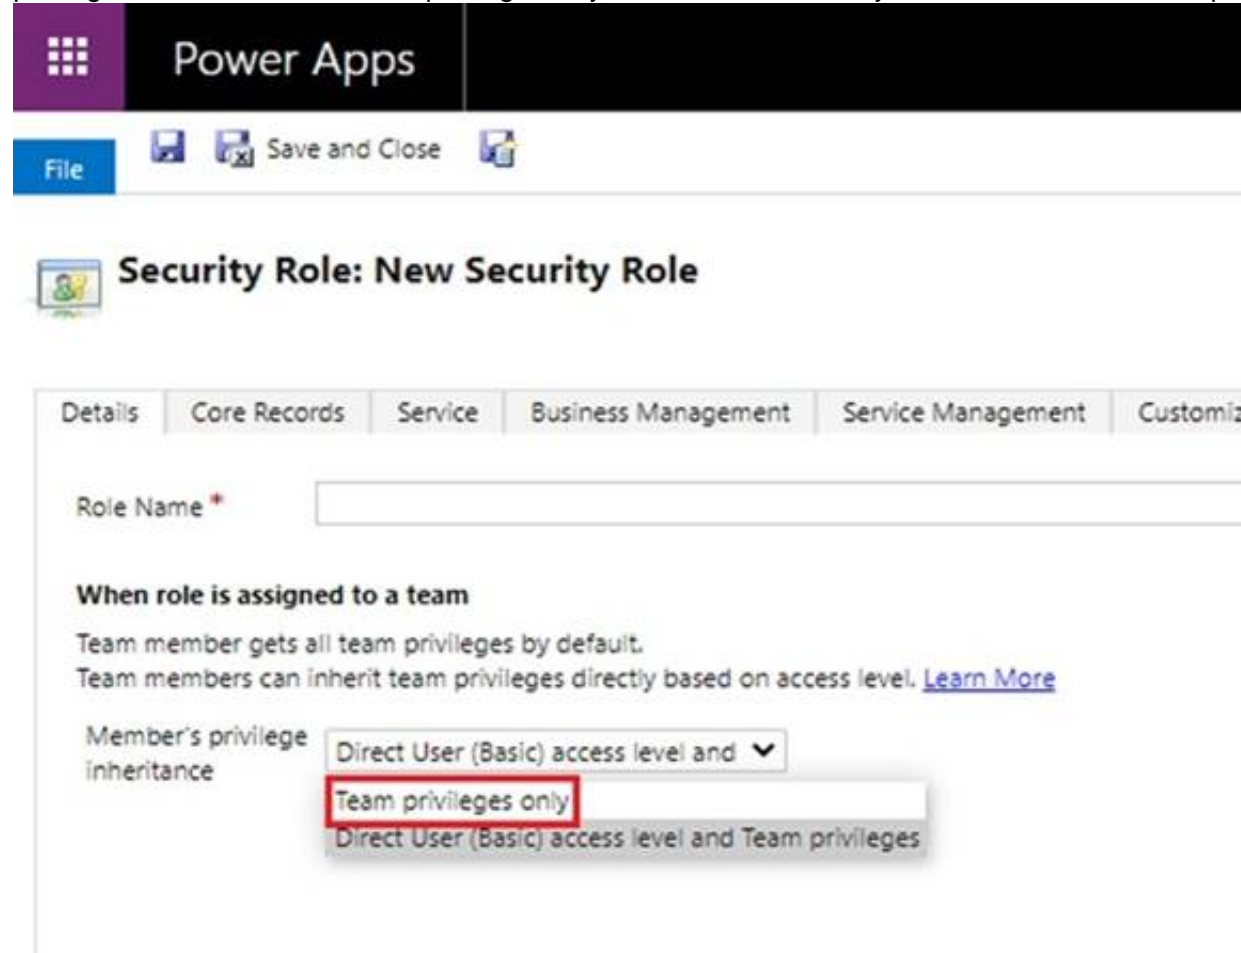 Power Apps
File
Save and Close
Security Role: New Security Role
Details Core Records Service Business Management Service Management Customiz
Role Name *
When role is assigned to a team
Team member gets all team privileges by default.
Team members can inherit team privileges directly based on access level. Learn More
Member's privilege
inheritance
Direct User (Basic) access level and
Team privileges only
Direct User (Basic) access level and Team privileges